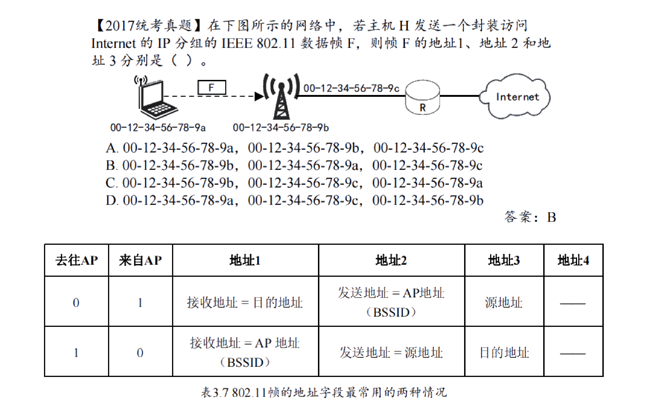 【2017统考真题】在下图所示的网络中，若主机 H 发送一个封装访问
Internet 的 IP 分组的 IEEE 802.11 数据帧 F，则帧 F 的地址1、地址 2 和地
址 3 分别是（ ）。
F
00-12-34-56-78-9c
R
Internet
00-12-34-56-78-9a
00-12-34-56-78-9b
A. 00-12-34-56-78-9a，00-12-34-56-78-9b，00-12-34-56-78-9c
B. 00-12-34-56-78-9b，00-12-34-56-78-9a，00-12-34-56-78-9c
C. 00-12-34-56-78-9b，00-12-34-56-78-9c，00-12-34-56-78-9a
D. 00-12-34-56-78-9a，00-12-34-56-78-9c，00-12-34-56-78-9b
答案：B
去往AP 来自AP 地址1 地址2 地址3 地址4
0 1 接收地址 = 目的地址 发送地址 = AP地址 源地址 ——
（BSSID）
1 0 接收地址 = AP 地址 发送地址 = 源地址 目的地址 ——
（BSSID）
表3.7 802.11帧的地址字段最常用的两种情况